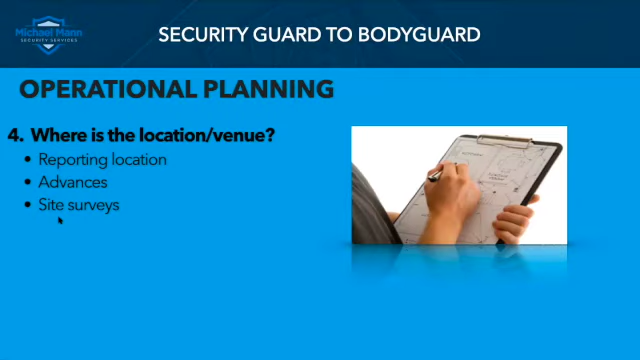 Michael Mann
SECURITY SERVICES
SECURITY GUARD TO BODYGUARD
OPERATIONAL PLANNING
4. Where is the location/venue?
• Reporting location
• Advances
• Site surveys